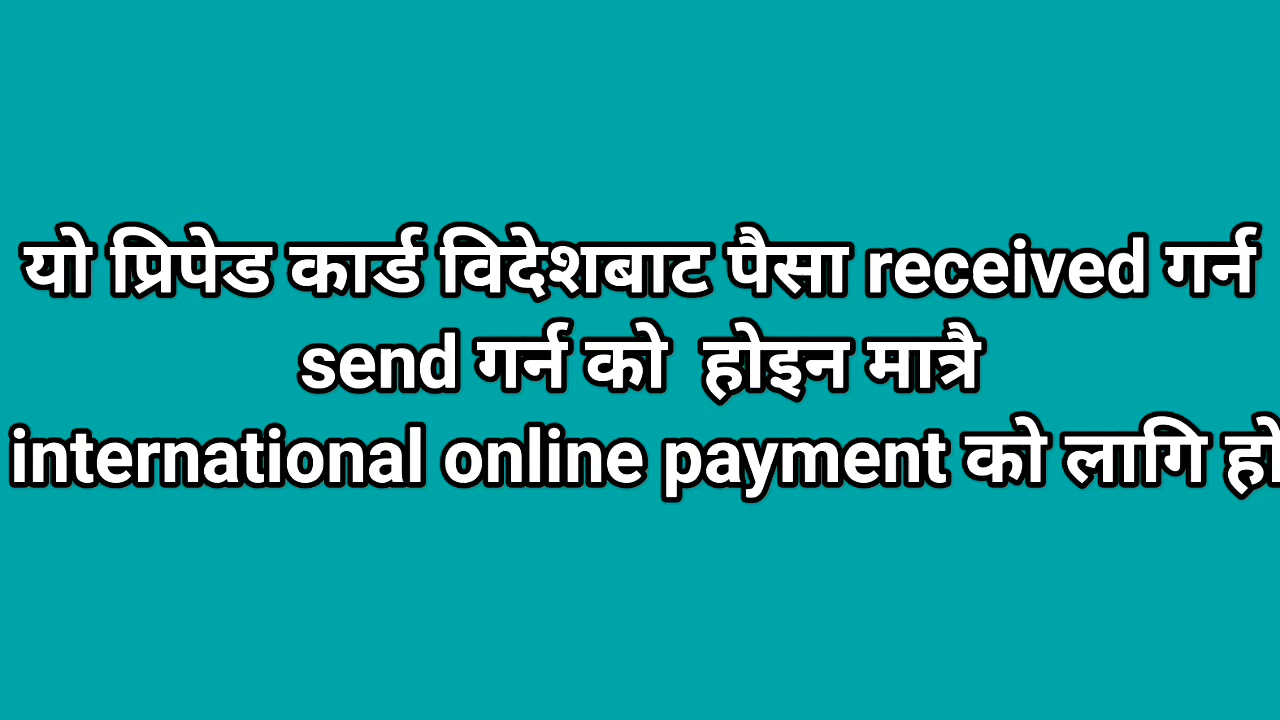 यो प्रिपेड कार्ड विदेशबाट पैसा received गर्न
send गर्न को होइन मात्रै
international online payment को लागि हो